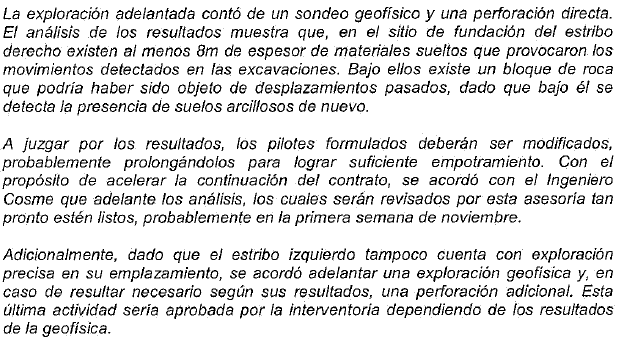 La exploración adelantada contó de un sondeo geofísico y una perforación directa.
El análisis de los resultados muestra que, en el sitio de fundación del estribo
derecho existen al menos 8m de espesor de materiales sueltos que provocaron los
movimientos detectados en las excavaciones. Bajo ellos existe un bloque de roca
que podría haber sido objeto de desplazamientos pasados, dado que bajo él se
detecta la presencia de suelos arcillosos de nuevo.
A juzgar por los resultados, los pilotes formulados deberán ser modificados,
probablemente prolongándolos para lograr suficiente empotramiento. Con el
propósito de acelerar la continuación del contrato, se acordó con el Ingeniero
Cosme que adelante los análisis, los cuales serán revisados por esta asesoría tan
pronto estén listos, probablemente en la primera semana de noviembre.
Adicionalmente, dado que el estribo izquierdo tampoco cuenta con exploración
precisa en su emplazamiento, se acordó adelantar una exploración geofísica y, en
caso de resultar necesario según sus resultados, una perforación adicional. Esta
última actividad sería aprobada por la interventoría dependiendo de los resultados
de la geofísica.